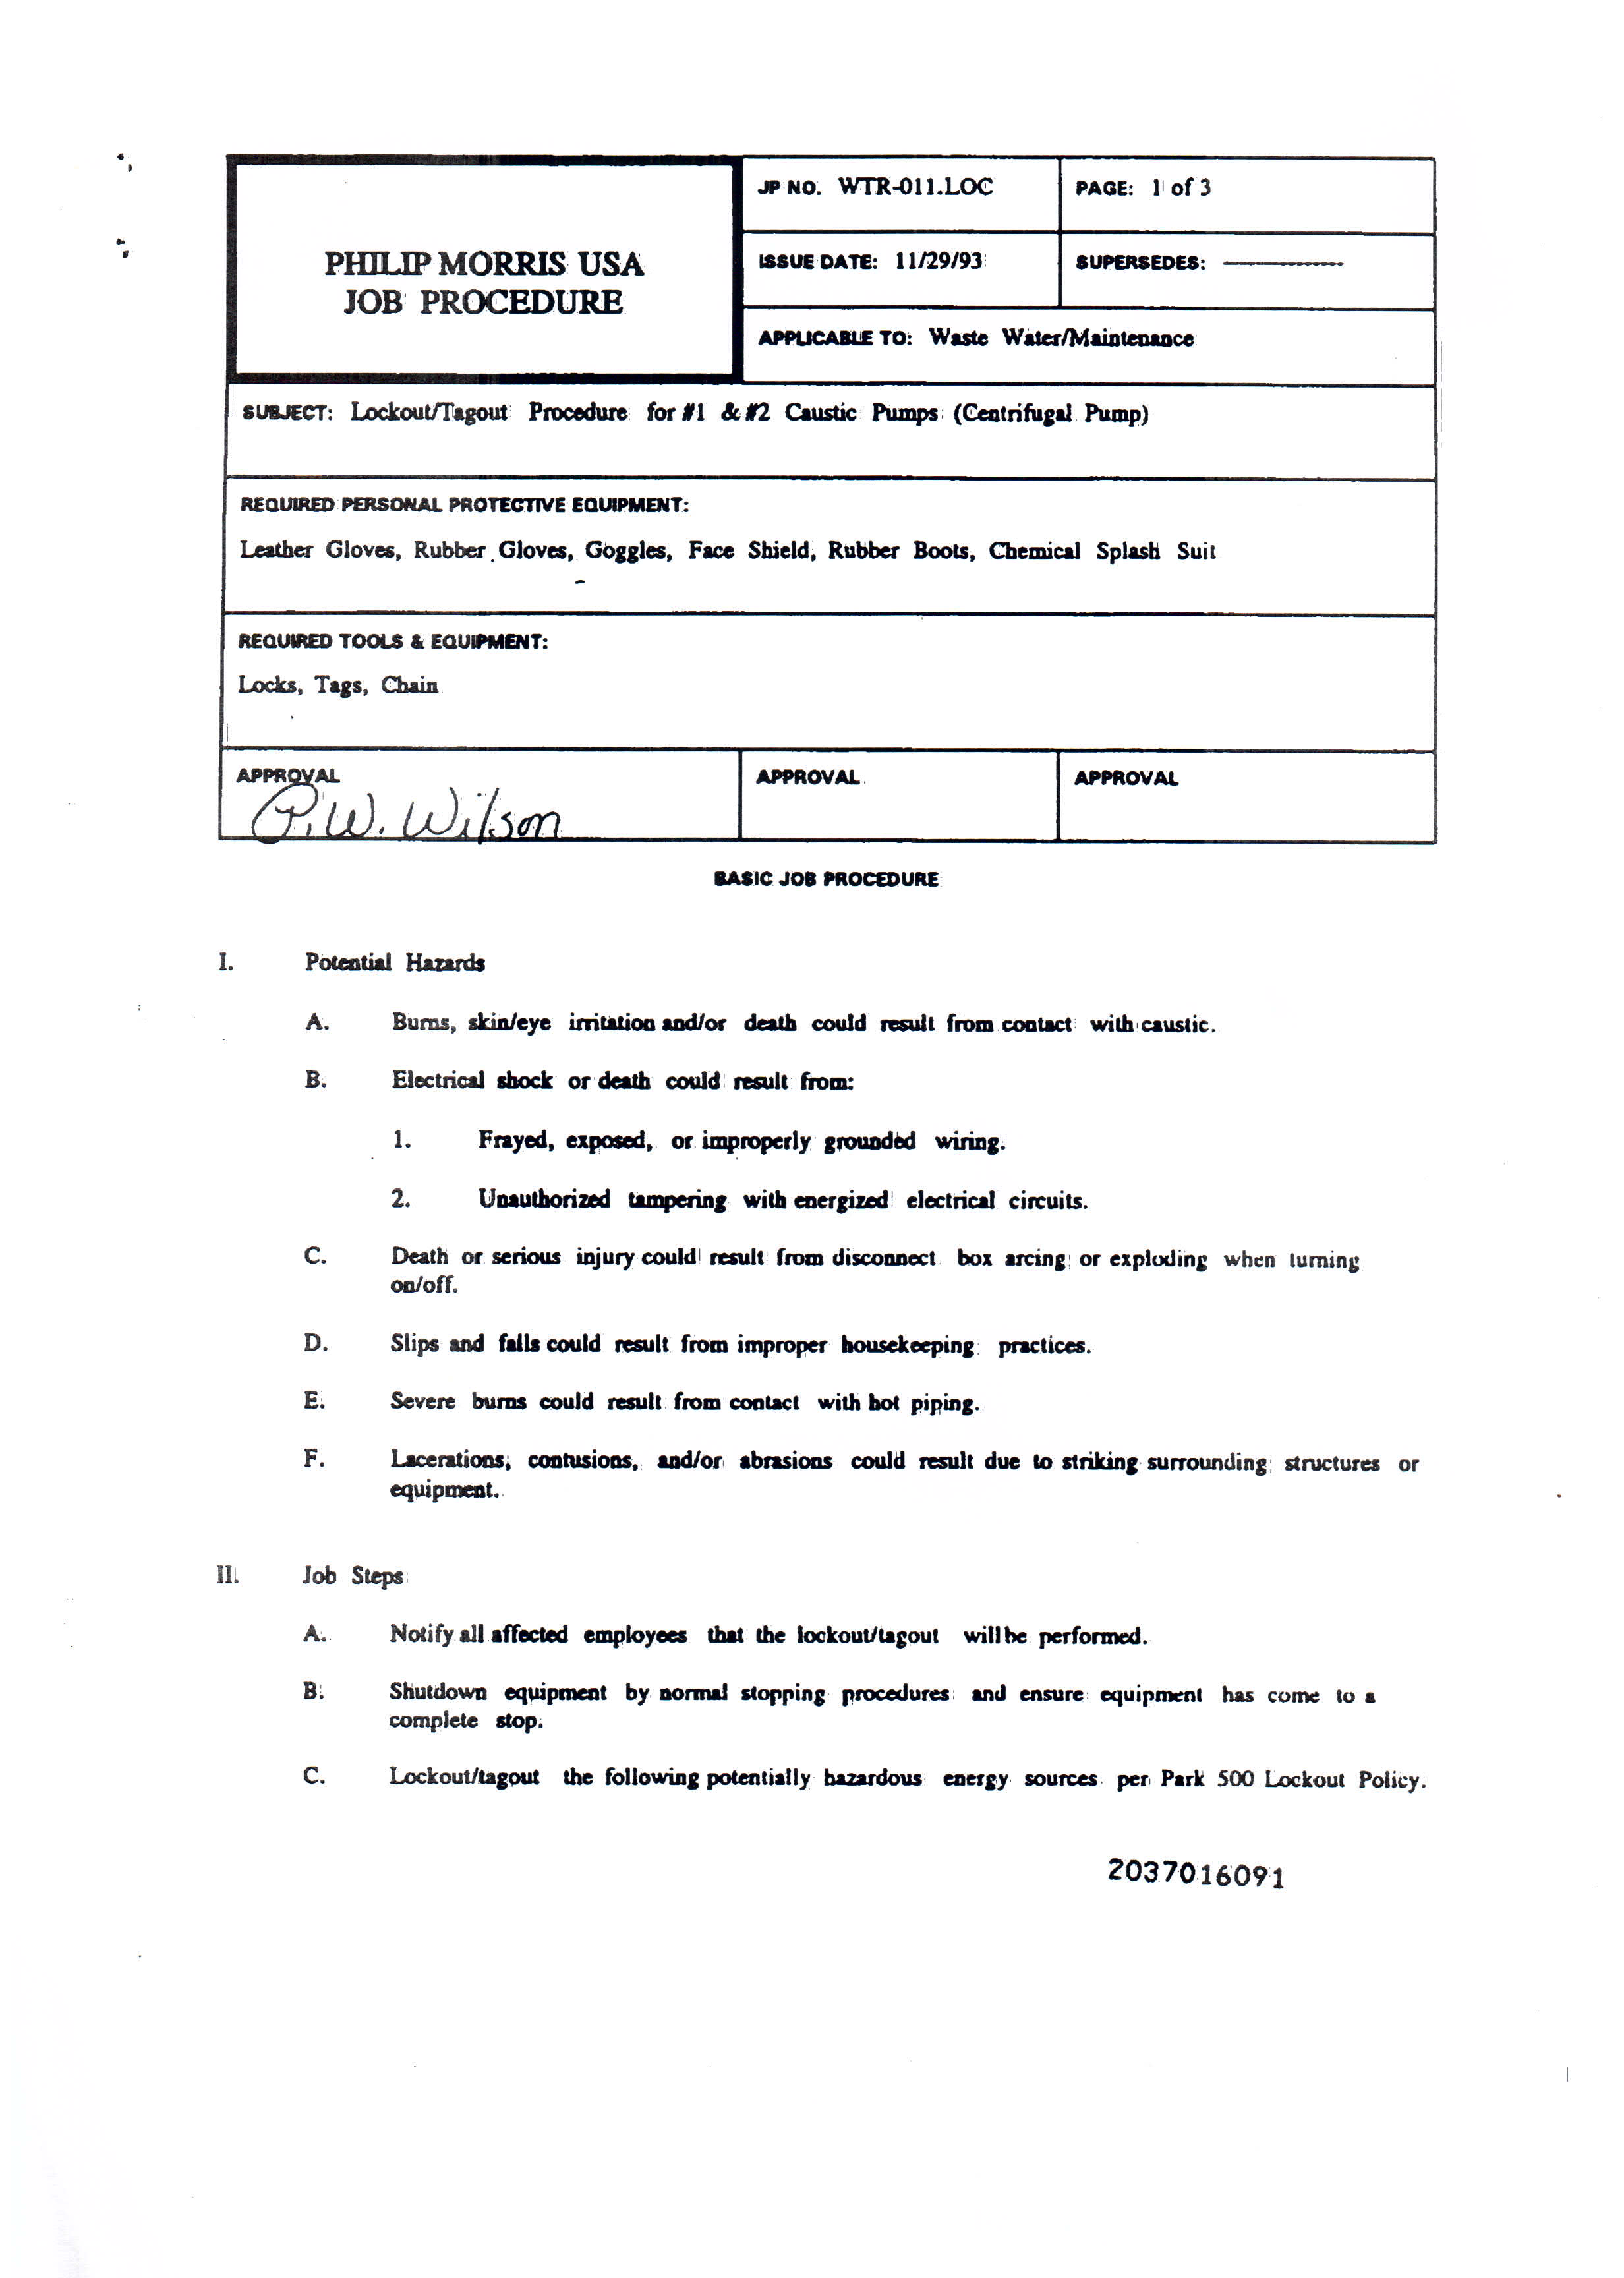 PHILIP MORRIS USA
JOB PROCEDURE
JP NO. WTR-011.LOC
PAGE: 1 of 3
ISSUE DATE: 11/29/93
SUPERSEDES: ----------------
APPLICABLE TO: Waste Water/Maintenance
SUBJECT: Lockout/Tagout Procedure for #1 & #2 Caustic Pumps (Centrifugal Pump)
REQUIRED PERSONAL PROTECTIVE EQUIPMENT:
Leather Gloves, Rubber Gloves, Goggles, Face Shield, Rubber Boots, Chemical Splash Suit
REQUIRED TOOLS & EQUIPMENT:
Locks, Tags, Chain
APPROVAL
P.W. Wilson
APPROVAL
APPROVAL
BASIC JOB PROCEDURE
I. Potential Hazards
A. Burns, skin/eye irritation and/or death could result from contact with caustic.
B. Electrical shock or death could result from:
1. Frayed, exposed, or improperly grounded wiring.
2. Unauthorized tampering with energized electrical circuits.
C. Death or serious injury could result from disconnect box arcing or exploding when turning
on/off.
D. Slips and falls could result from improper housekeeping practices.
E. Severe burns could result from contact with hot piping.
F. Lacerations, contusions, and/or abrasions could result due to striking surrounding structures or
equipment.
II. Job Steps
A. Notify all affected employees that the lockout/tagout will be performed.
B. Shutdown equipment by normal stopping procedures and ensure equipment has come to a
complete stop.
C. Lockout/tagout the following potentially hazardous energy sources per Park 500 Lockout Policy.
2037016091